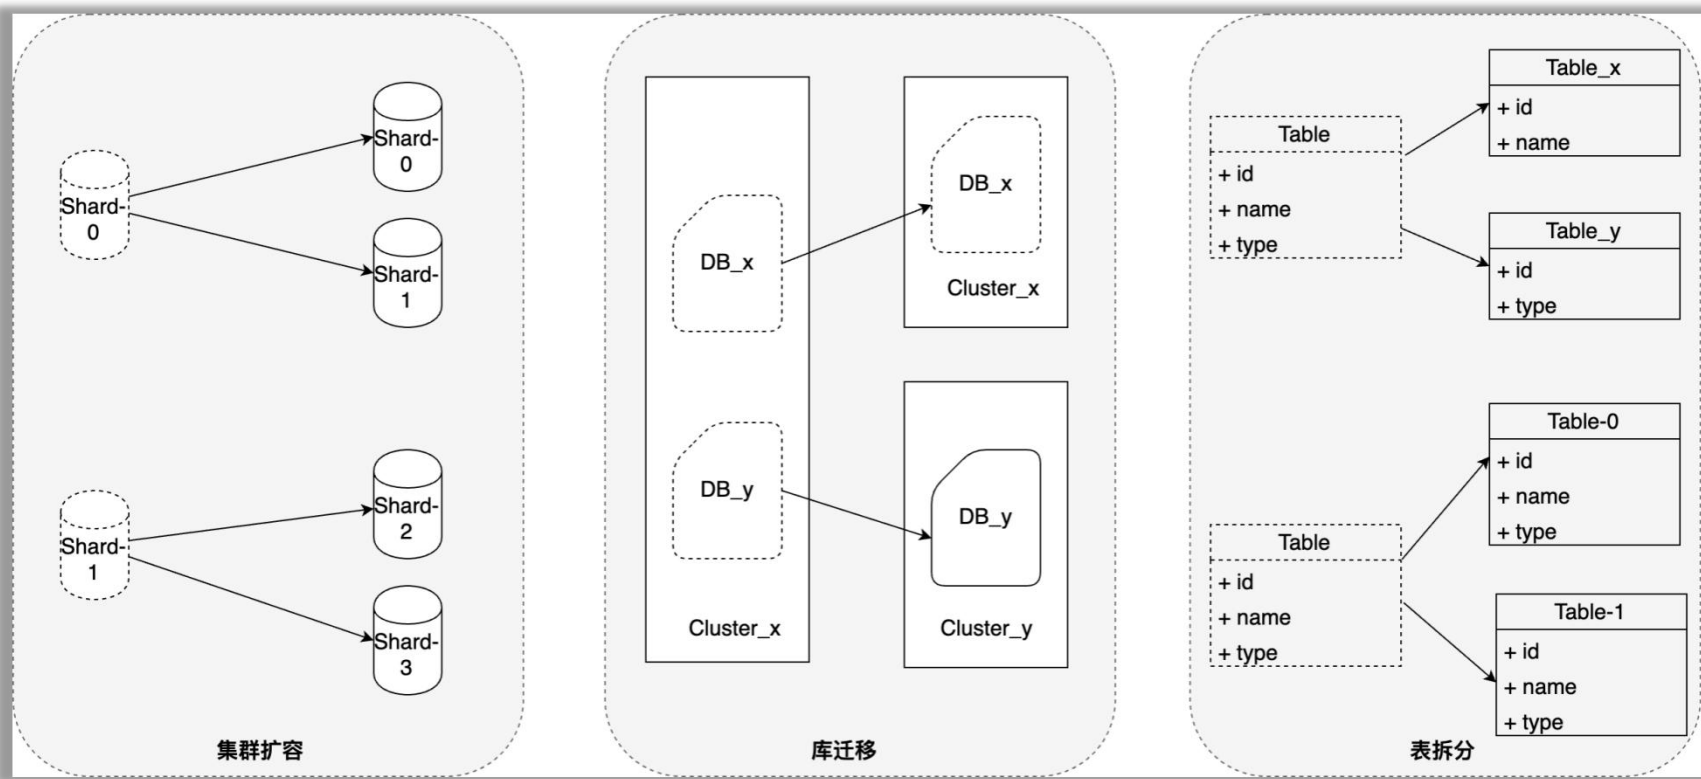 Shard-
0
Shard-
0
Shard-
1
Shard-
1
Shard-
2
Shard-
3
集群扩容
DB_x
DB_y
Cluster_x
DB_x
Cluster_x
DB_y
Cluster_y
库迁移
Table
+ id
+ name
+ type
Table_x
+ id
+ name
Table_y
+ id
+ type
Table
+ id
+ name
+ type
Table-0
+ id
+ name
+ type
Table-1
+ id
+ name
+ type
表拆分